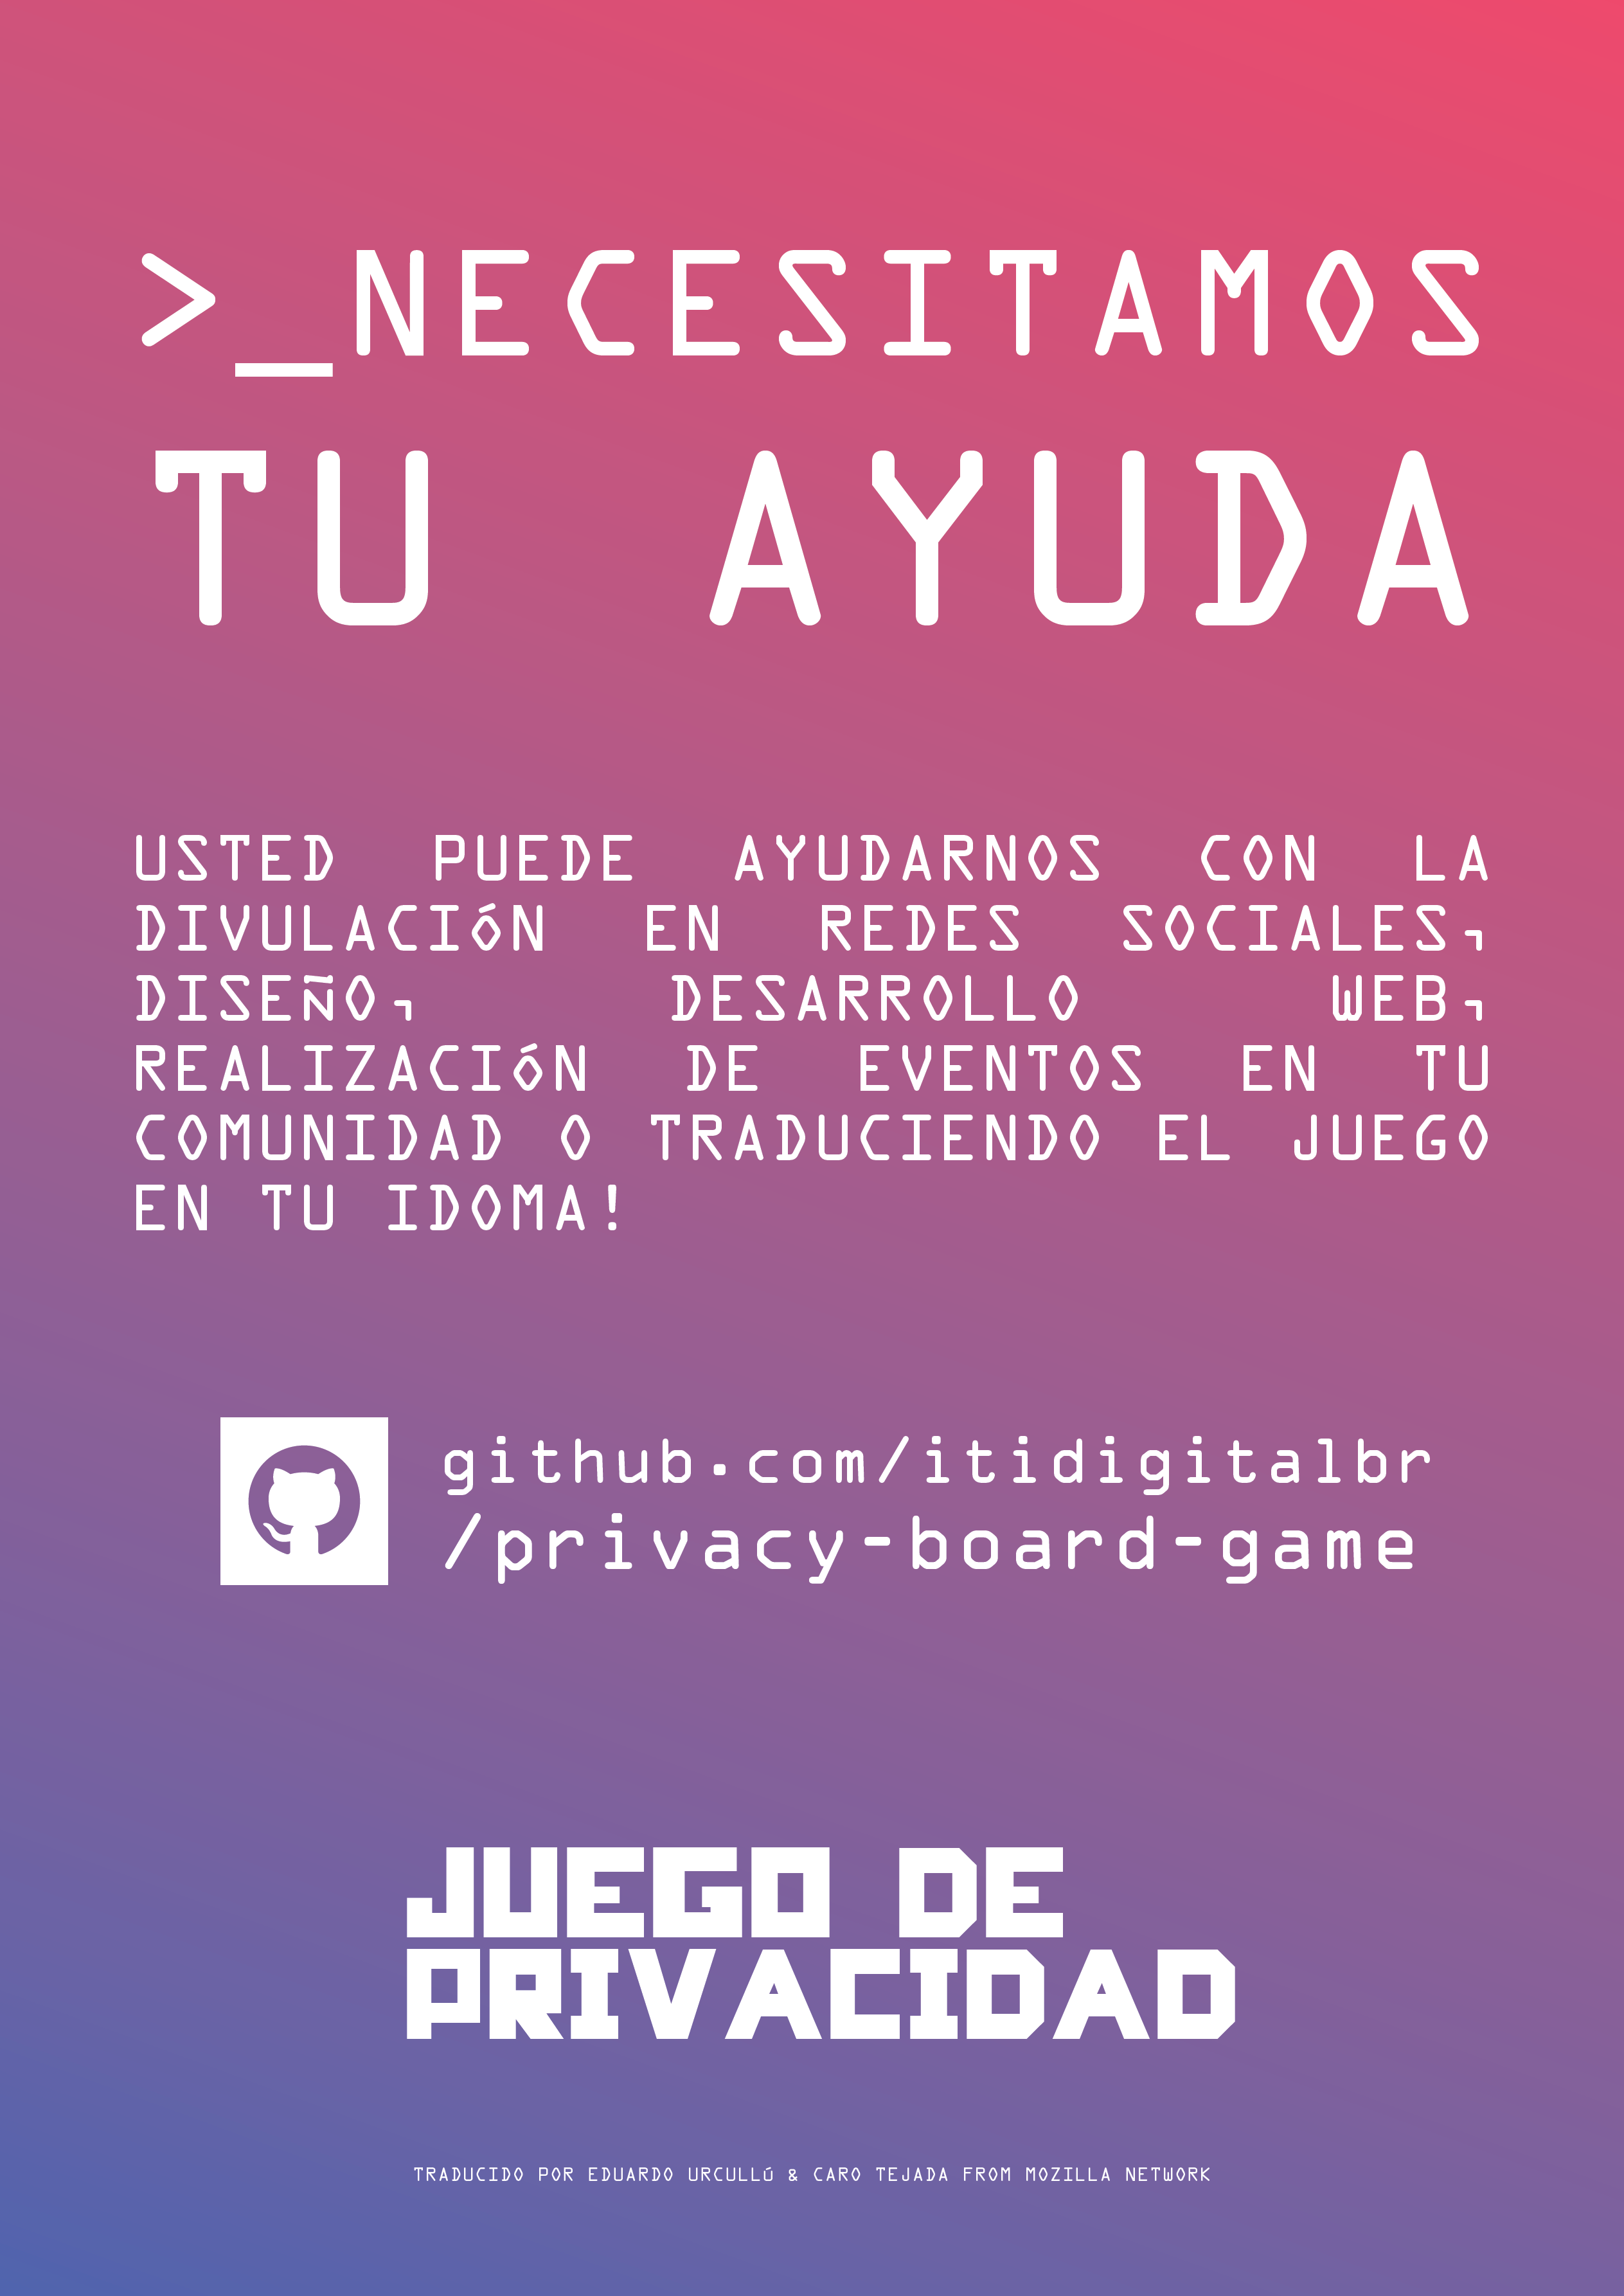 >_NECESITAMOS
TU AYUDA
USTED PUEDE AYUDARNOS CON LA
DIVULACIÓN EN REDES SOCIALES,
DISEÑO, DESARROLLO WEB,
REALIZACIÓN DE EVENTOS EN TU
COMUNIDAD O TRADUCIENDO EL JUEGO
EN TU IDOMA!
github.com/itidigitalbr
/privacy-board-game
JUEGO DE
PRIVACIDAD
TRADUCIDO POR EDUARDO URCULLÚ & CARO TEJADA FROM MOZILLA NETWORK